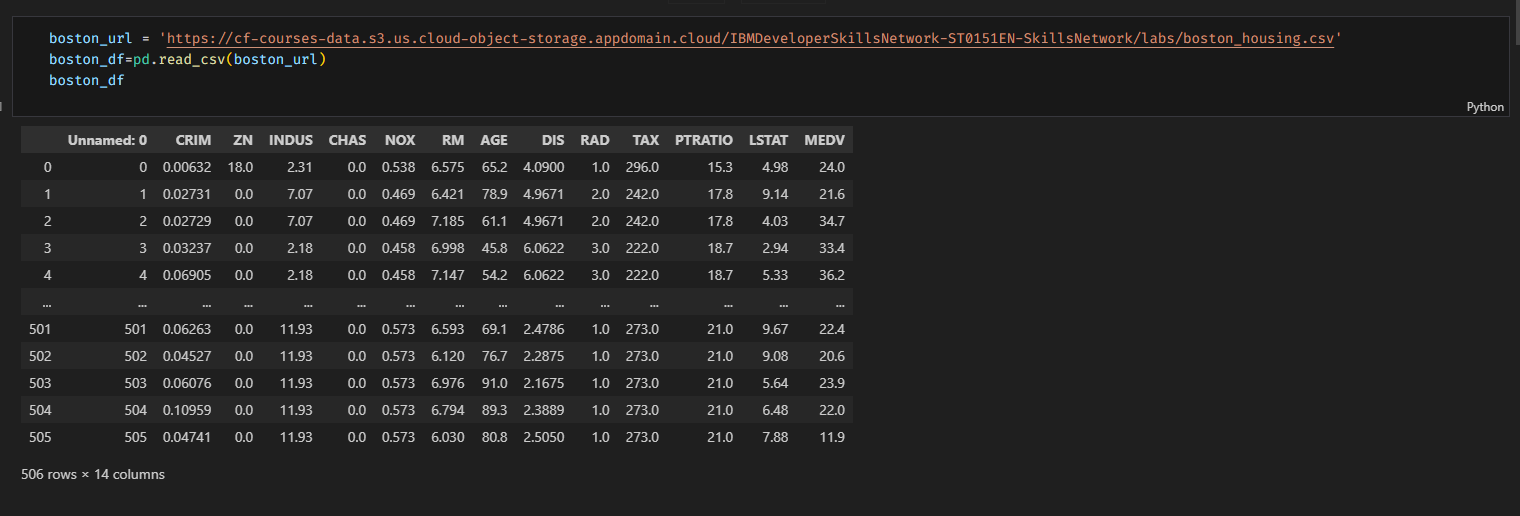 boston_url = 'https://cf-courses-data.s3.us.cloud-object-storage.appdomain.cloud/IBMDeveloperSkillsNetwork-ST0151EN-SkillsNetwork/labs/boston_housing.csv'
boston_df=pd.read_csv(boston_url)
boston_df
Python
Unnamed: 0 CRIM ZN INDUS CHAS NOX RM AGE DIS RAD TAX PTRATIO LSTAT MEDV
0 0 0.00632 18.0 2.31 0.0 0.538 6.575 65.2 4.0900 1.0 296.0 15.3 4.98 24.0
1 1 0.02731 0.0 7.07 0.0 0.469 6.421 78.9 4.9671 2.0 242.0 17.8 9.14 21.6
2 2 0.02729 0.0 7.07 0.0 0.469 7.185 61.1 4.9671 2.0 242.0 17.8 4.03 34.7
3 3 0.03237 0.0 2.18 0.0 0.458 6.998 45.8 6.0622 3.0 222.0 18.7 2.94 33.4
4 4 0.06905 0.0 2.18 0.0 0.458 7.147 54.2 6.0622 3.0 222.0 18.7 5.33 36.2
... ... ... ... ... ... ... ... ... ... ... ... ... ... ...
501 501 0.06263 0.0 11.93 0.0 0.573 6.593 69.1 2.4786 1.0 273.0 21.0 9.67 22.4
502 502 0.04527 0.0 11.93 0.0 0.573 6.120 76.7 2.2875 1.0 273.0 21.0 9.08 20.6
503 503 0.06076 0.0 11.93 0.0 0.573 6.976 91.0 2.1675 1.0 273.0 21.0 5.64 23.9
504 504 0.10959 0.0 11.93 0.0 0.573 6.794 89.3 2.3889 1.0 273.0 21.0 6.48 22.0
505 505 0.04741 0.0 11.93 0.0 0.573 6.030 80.8 2.5050 1.0 273.0 21.0 7.88 11.9
506 rows × 14 columns